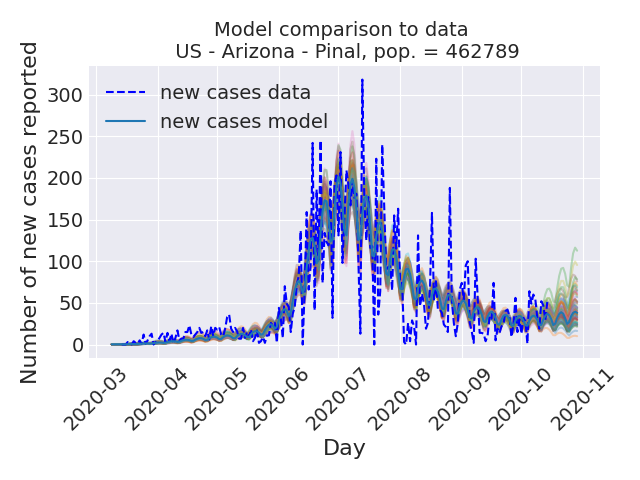 Model comparison to data
US - Arizona - Pinal, pop. = 462789
Number of new cases reported
300
250
200
150
100
50
0
new cases data
new cases model
2020-03
2020-04
2020-05
2020-06
2020-07
2020-08
2020-09
2020-10
2020-11
Day